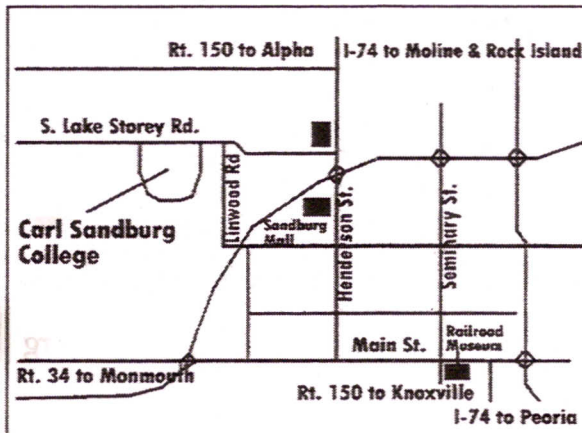 Rt. 150 to Alpha
I-74 to Moline & Rock Island
S. Lake Storey Rd.
Linwood Rd
Carl Sandburg
College
Sandburg
Mall
Henderson St.
Seminary St.
Main St.
Railroad
Museum
Rt. 34 to Monmouth
Rt. 150 to Knoxville
I-74 to Peoria